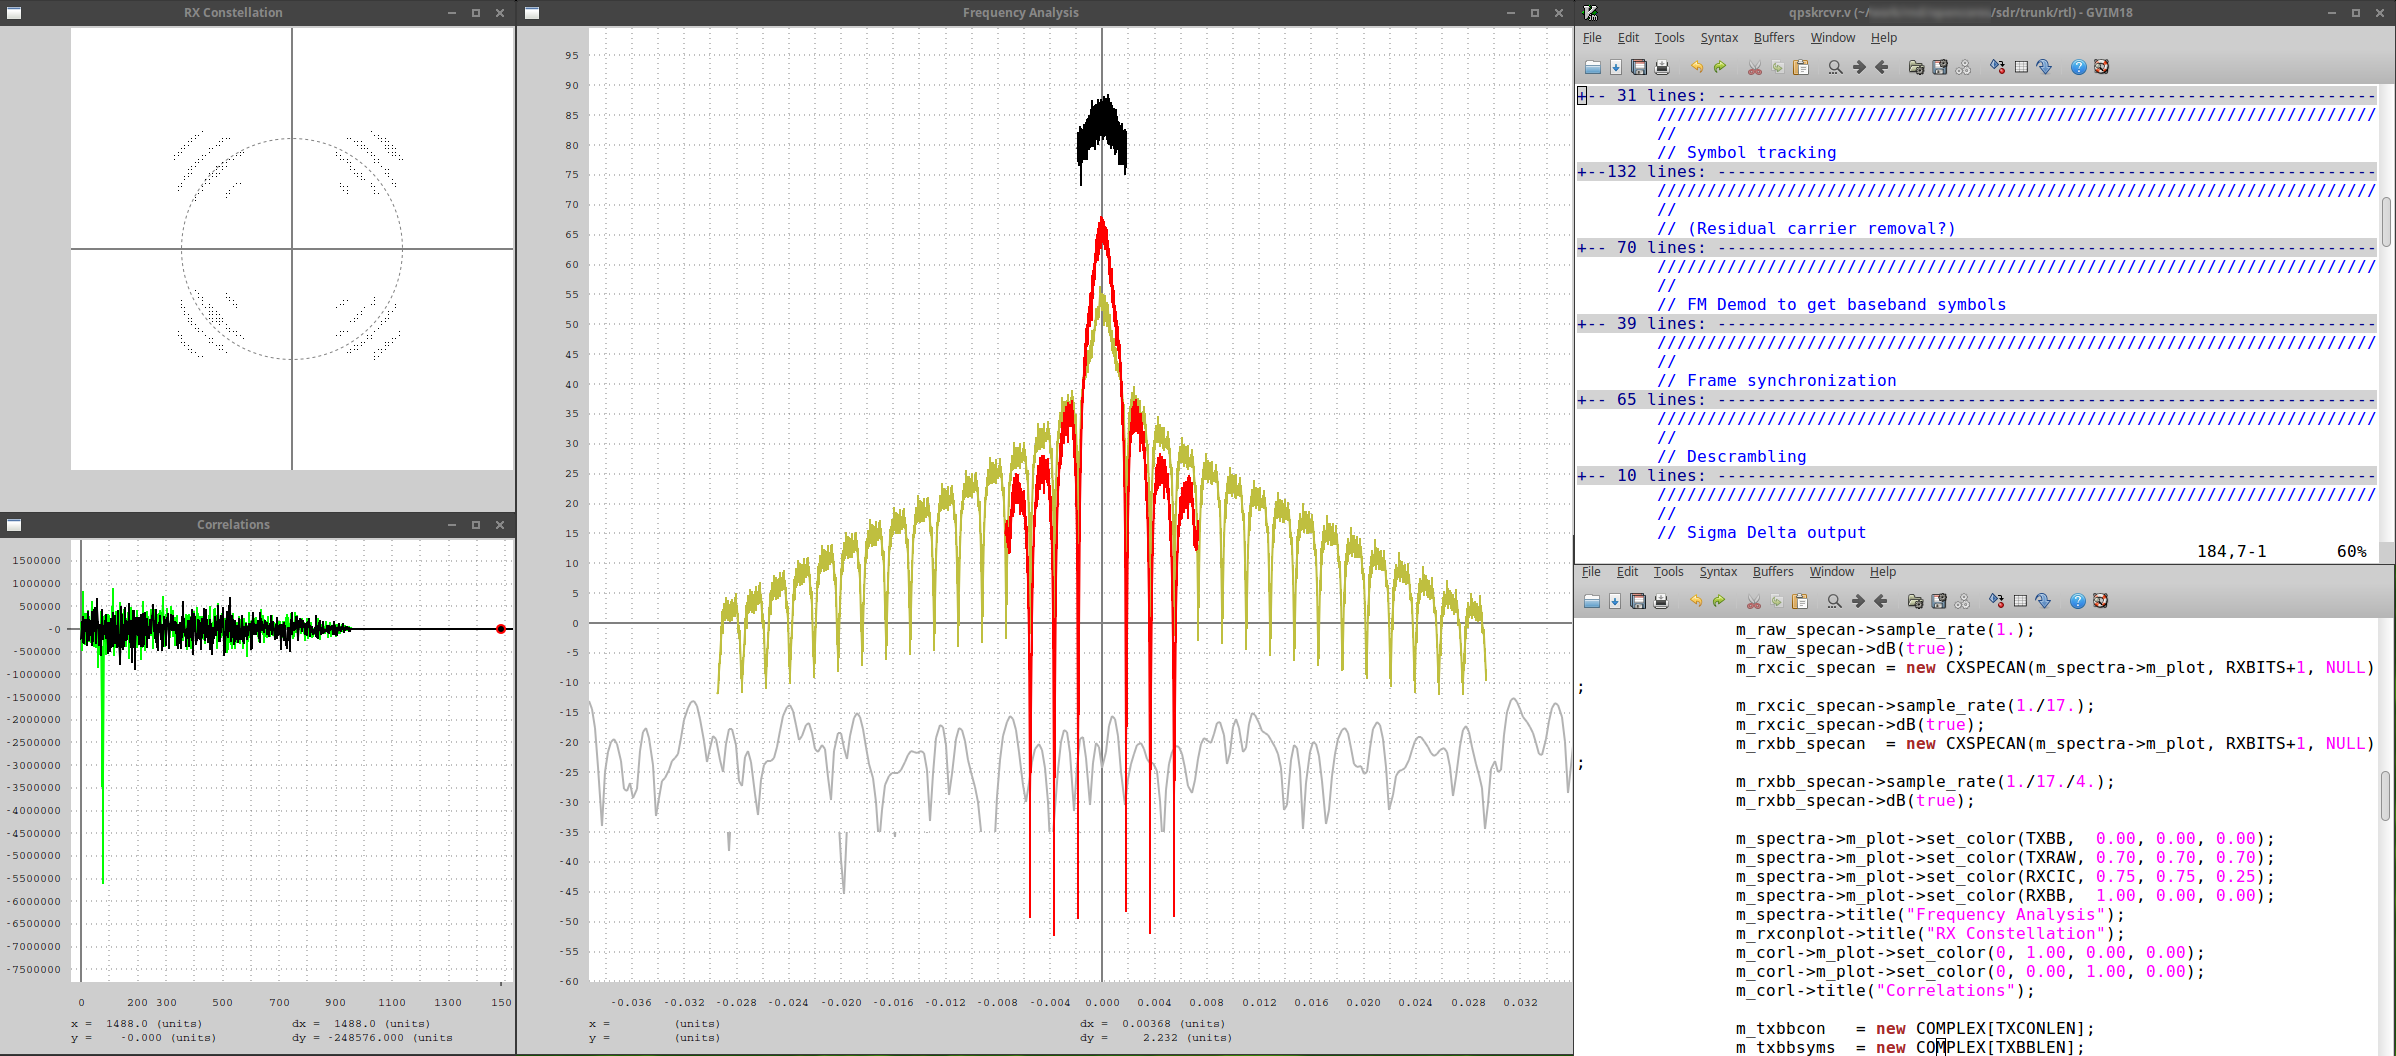 RX Constellation
Frequency Analysis
95
90
85
80
75
70
65
60
55
50
45
40
35
30
25
20
15
10
5
0
-5
-10
-15
-20
-25
-30
-35
-40
-45
-50
-55
-60
-0.036 -0.032 -0.028 -0.024 -0.020 -0.016 -0.012 -0.008 -0.004 0.000 0.004 0.008 0.012 0.016 0.020 0.024 0.028 0.032
x = (units) dx = 0.00368 (units)
y = (units) dy = 2.232 (units)
Correlations
1500000
1000000
500000
-0
-500000
-1000000
-1500000
-2000000
-2500000
-3000000
-3500000
-4000000
-4500000
-5000000
-5500000
-6000000
-6500000
-7000000
-7500000
0 200 300 500 700 900 1100 1300 150
x = 1488.0 (units) dx = 1488.0 (units)
y = -0.000 (units) dy = -248576.000 (units
qpskrcvr.v (~/ /sdr/trunk/rtl) - GVIM18
File Edit Tools Syntax Buffers Window Help
+-- 31 lines: ------------------------------------------------------------------
////////////////////////////////////////////////////////////////////////
//
// Symbol tracking
+--132 lines: ------------------------------------------------------------------
////////////////////////////////////////////////////////////////////////
//
// (Residual carrier removal?)
+-- 70 lines: ------------------------------------------------------------------
////////////////////////////////////////////////////////////////////////
//
// FM Demod to get baseband symbols
+-- 39 lines: ------------------------------------------------------------------
////////////////////////////////////////////////////////////////////////
//
// Frame synchronization
+-- 65 lines: ------------------------------------------------------------------
////////////////////////////////////////////////////////////////////////
//
// Descrambling
+-- 10 lines: ------------------------------------------------------------------
////////////////////////////////////////////////////////////////////////
//
// Sigma Delta output
184,7-1 60%
File Edit Tools Syntax Buffers Window Help
m_raw_specan->sample_rate(1.);
m_raw_specan->dB(true);
m_rxcic_specan = new CXSPECAN(m_spectra->m_plot, RXBITS+1, NULL)
;
m_rxcic_specan->sample_rate(1./17.);
m_rxcic_specan->dB(true);
m_rxbb_specan = new CXSPECAN(m_spectra->m_plot, RXBITS+1, NULL)
;
m_rxbb_specan->sample_rate(1./17./4.);
m_rxbb_specan->dB(true);
m_spectra->m_plot->set_color(TXBB, 0.00, 0.00, 0.00);
m_spectra->m_plot->set_color(TXRAW, 0.70, 0.70, 0.70);
m_spectra->m_plot->set_color(RXCIC, 0.75, 0.75, 0.25);
m_spectra->m_plot->set_color(RXBB, 1.00, 0.00, 0.00);
m_spectra->title("Frequency Analysis");
m_rxconplot->title("RX Constellation");
m_corl->m_plot->set_color(0, 1.00, 0.00, 0.00);
m_corl->m_plot->set_color(0, 0.00, 1.00, 0.00);
m_corl->title("Correlations");
m_txbbcon = new COMPLEX[TXCONLEN];
m_txbbsyms = new COMPLEX[TXBBLEN];